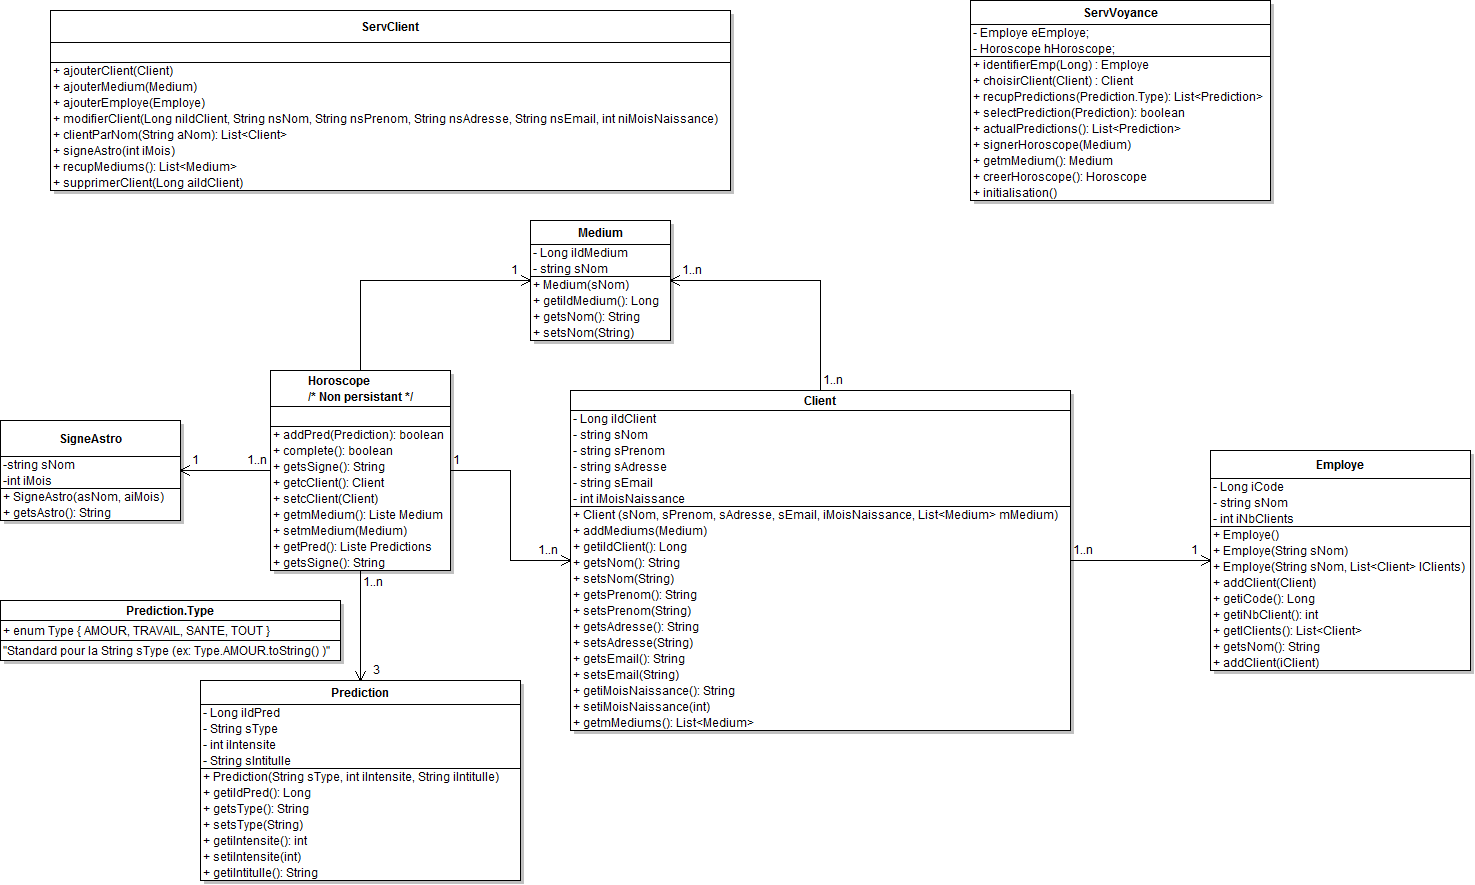 ServClient
+ ajouterClient(Client)
+ ajouterMedium(Medium)
+ ajouterEmploye(Employe)
+ modifierClient(Long niIdClient, String nsNom, String nsPrenom, String nsAdresse, String nsEmail, int niMoisNaissance)
+ clientParNom(String aNom): List<Client>
+ signeAstro(int iMois)
+ recupMediums(): List<Medium>
+ supprimerClient(Long aiIdClient)
ServVoyance
- Employe eEmploye;
- Horoscope hHoroscope;
+ identifierEmp(Long) : Employe
+ choisirClient(Client) : Client
+ recupPredictions(Prediction.Type): List<Prediction>
+ selectPrediction(Prediction): boolean
+ actualPredictions(): List<Prediction>
+ signerHoroscope(Medium)
+ getmMedium(): Medium
+ creerHoroscope(): Horoscope
+ initialisation()
Medium
- Long iIdMedium
- string sNom
+ Medium(sNom)
+ getiIdMedium(): Long
+ getsNom(): String
+ setsNom(String)
1
1..n
1..n
Horoscope
/* Non persistant */
+ addPred(Prediction): boolean
+ complete(): boolean
+ getsSigne(): String
+ getcClient(): Client
+ setcClient(Client)
+ getmMedium(): Liste Medium
+ setmMedium(Medium)
+ getPred(): Liste Predictions
+ getsSigne(): String
SigneAstro
-string sNom
-int iMois
+ SigneAstro(asNom, aiMois)
+ getsAstro(): String
1
1..n
1
1..n
1..n
3
Client
- Long iIdClient
- string sNom
- string sPrenom
- string sAdresse
- string sEmail
- int iMoisNaissance
+ Client (sNom, sPrenom, sAdresse, sEmail, iMoisNaissance, List<Medium> mMedium)
+ addMediums(Medium)
+ getiIdClient(): Long
+ getsNom(): String
+ setsNom(String)
+ getsPrenom(): String
+ setsPrenom(String)
+ getsAdresse(): String
+ setsAdresse(String)
+ getsEmail(): String
+ setsEmail(String)
+ getiMoisNaissance(): String
+ setiMoisNaissance(int)
+ getmMediums(): List<Medium>
1..n
1
Employe
- Long iCode
- string sNom
- int iNbClients
+ Employe()
+ Employe(String sNom)
+ Employe(String sNom, List<Client> lClients)
+ addClient(Client)
+ getiCode(): Long
+ getiNbClient(): int
+ getlClients(): List<Client>
+ getsNom(): String
+ addClient(iClient)
Prediction.Type
+ enum Type { AMOUR, TRAVAIL, SANTE, TOUT }
"Standard pour la String sType (ex: Type.AMOUR.toString() )"
Prediction
- Long iIdPred
- String sType
- int iIntensite
- String sIntitulle
+ Prediction(String sType, int iIntensite, String iIntitulle)
+ getiIdPred(): Long
+ getsType(): String
+ setsType(String)
+ getiIntensite(): int
+ setiIntensite(int)
+ getiIntitulle(): String